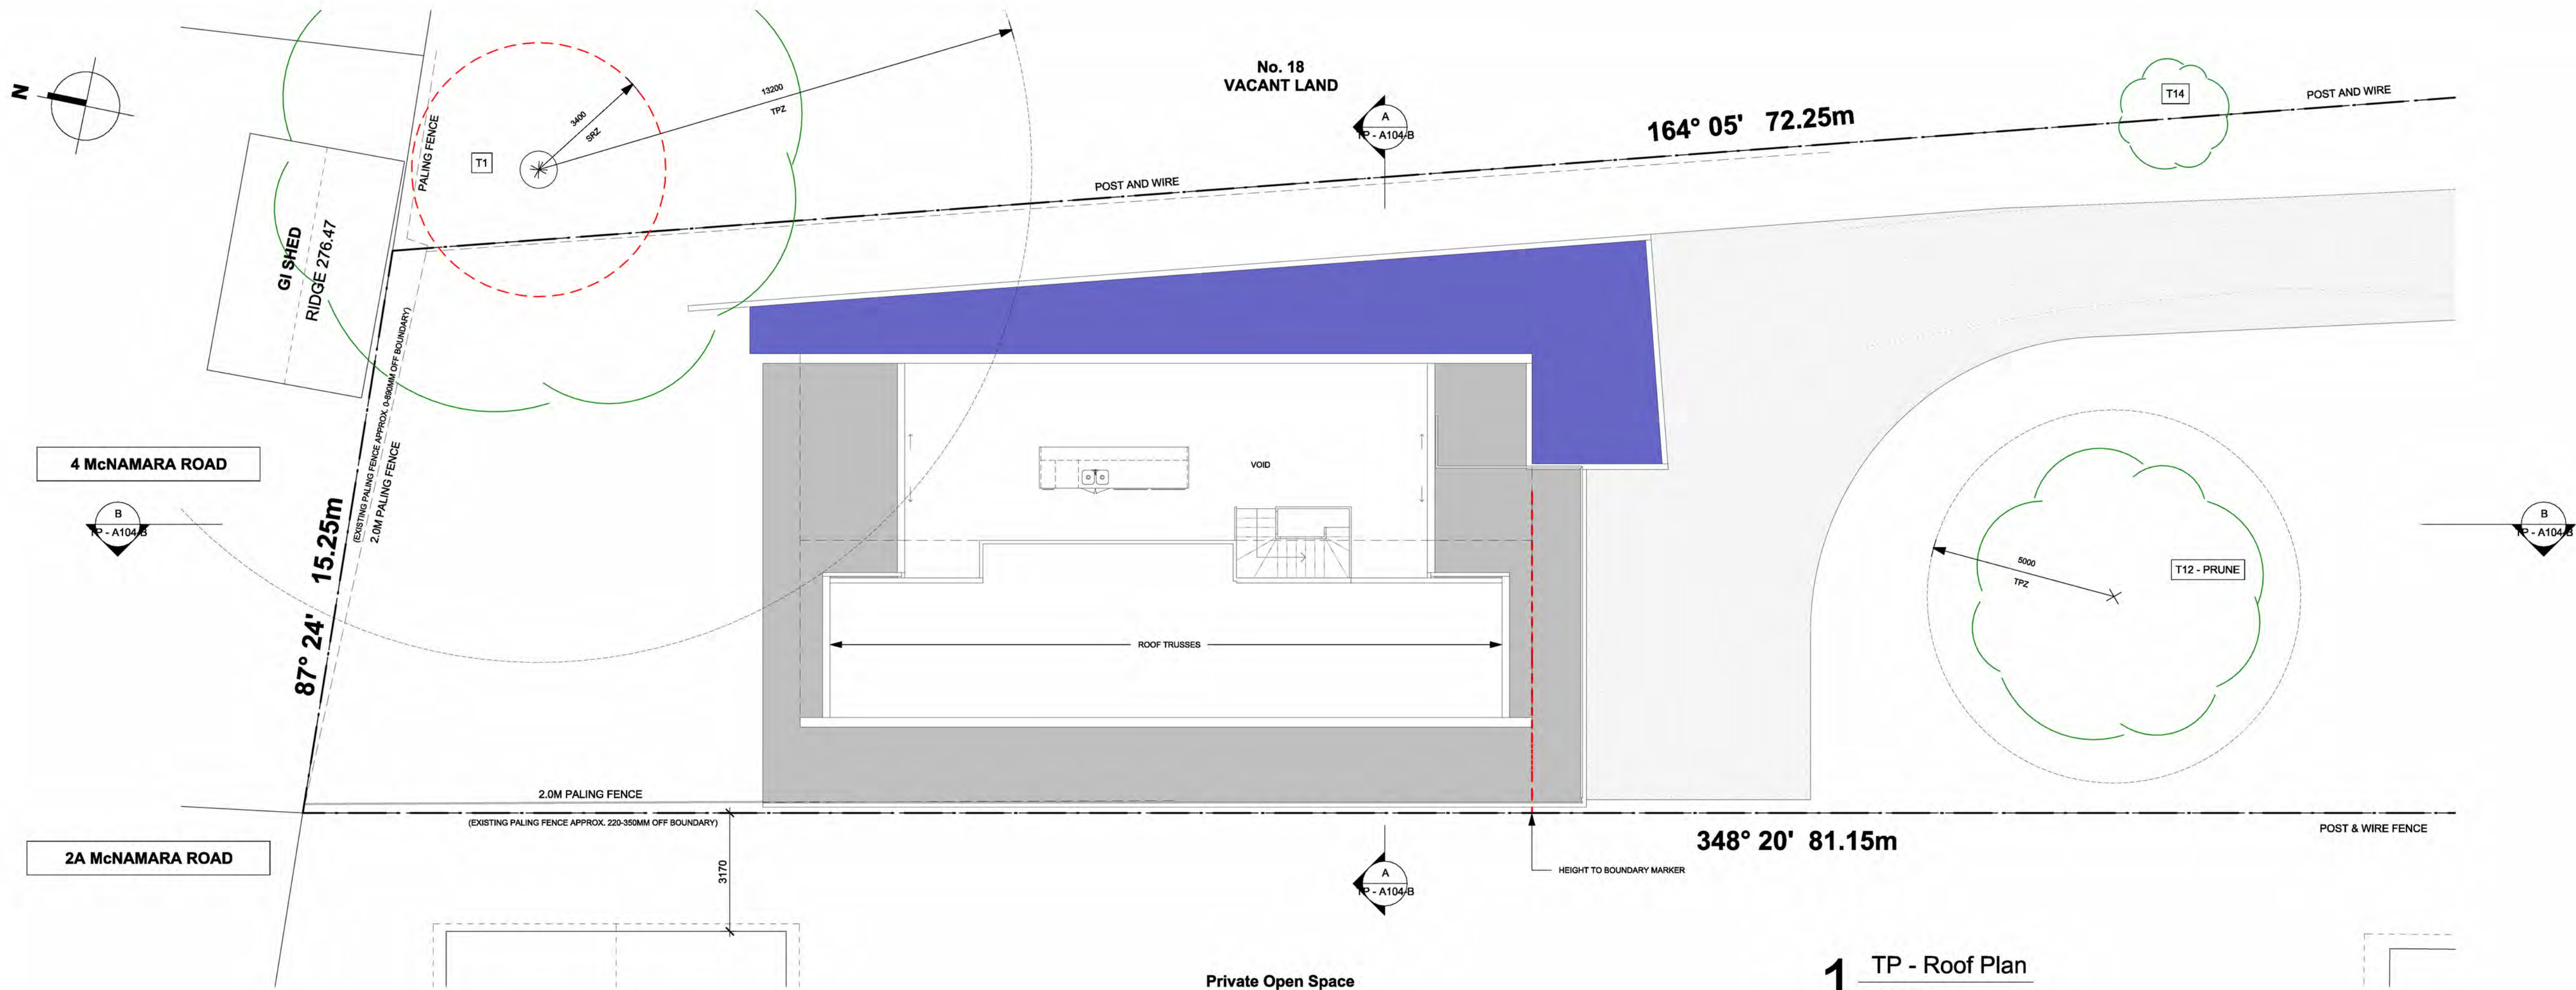 N
No. 18
VACANT LAND
13200
TPZ
3400
SRZ
T1
PALING FENCE
A
TP - A104-B
164° 05' 72.25m
POST AND WIRE
T14
POST AND WIRE
GI SHED
RIDGE 276.47
(EXISTING PALING FENCE APPROX. 0-890MM OFF BOUNDARY)
2.0M PALING FENCE
4 McNAMARA ROAD
B
TP - A104-B
87° 24' 15.25m
VOID
ROOF TRUSSES
5000
TPZ
T12 - PRUNE
B
TP - A104-B
2.0M PALING FENCE
(EXISTING PALING FENCE APPROX. 220-350MM OFF BOUNDARY)
348° 20' 81.15m
POST & WIRE FENCE
2A McNAMARA ROAD
3170
A
TP - A104-B
HEIGHT TO BOUNDARY MARKER
Private Open Space
1 TP - Roof Plan